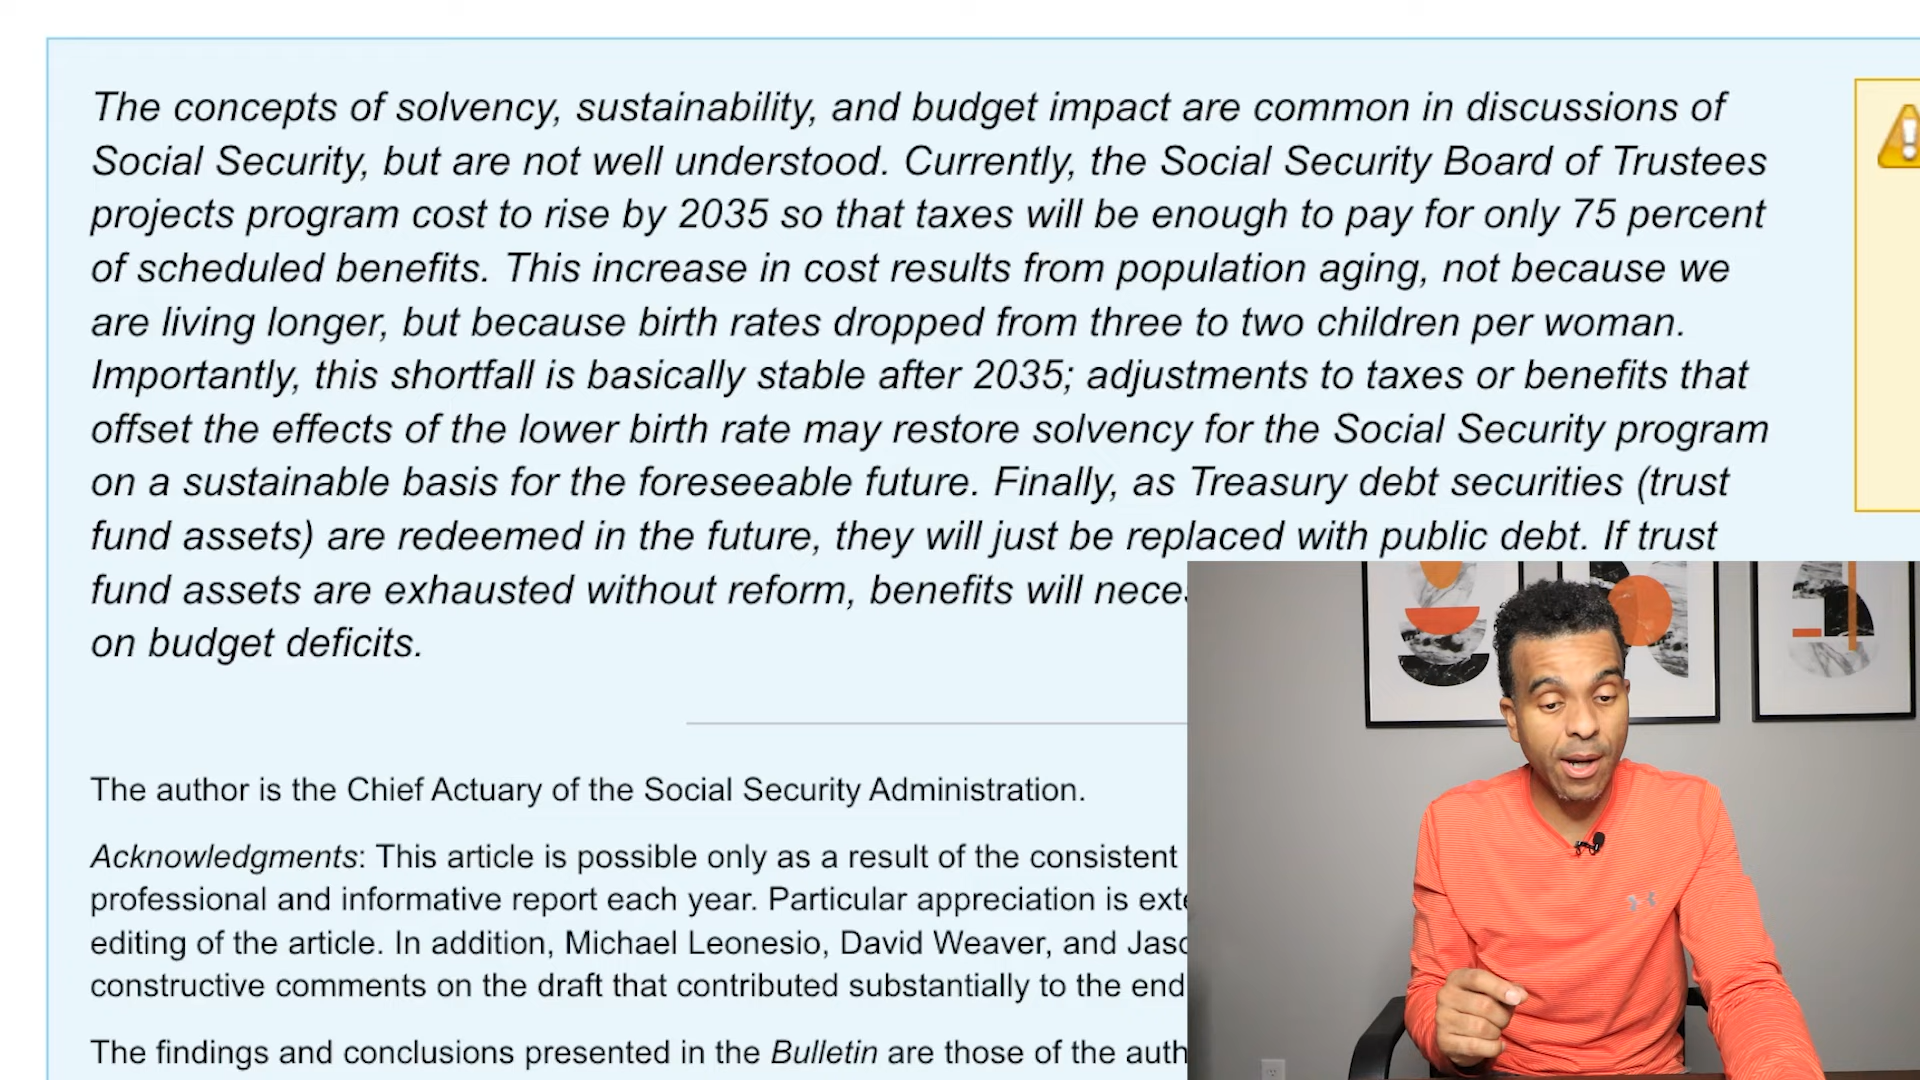 The concepts of solvency, sustainability, and budget impact are common in discussions of
Social Security, but are not well understood. Currently, the Social Security Board of Trustees
projects program cost to rise by 2035 so that taxes will be enough to pay for only 75 percent
of scheduled benefits. This increase in cost results from population aging, not because we
are living longer, but because birth rates dropped from three to two children per woman.
Importantly, this shortfall is basically stable after 2035; adjustments to taxes or benefits that
offset the effects of the lower birth rate may restore solvency for the Social Security program
on a sustainable basis for the foreseeable future. Finally, as Treasury debt securities (trust
fund assets) are redeemed in the future, they will just be replaced with public debt. If trust
fund assets are exhausted without reform, benefits will
on budget deficits.
The author is the Chief Actuary of the Social Security Administration.
Acknowledgments: This article is possible only as a result of the consistent
professional and informative report each year. Particular appreciation is
editing of the article. In addition, Michael Leonesio, David Weaver, and
constructive comments on the draft that contributed substantially to the end
The findings and conclusions presented in the Bulletin are those of the